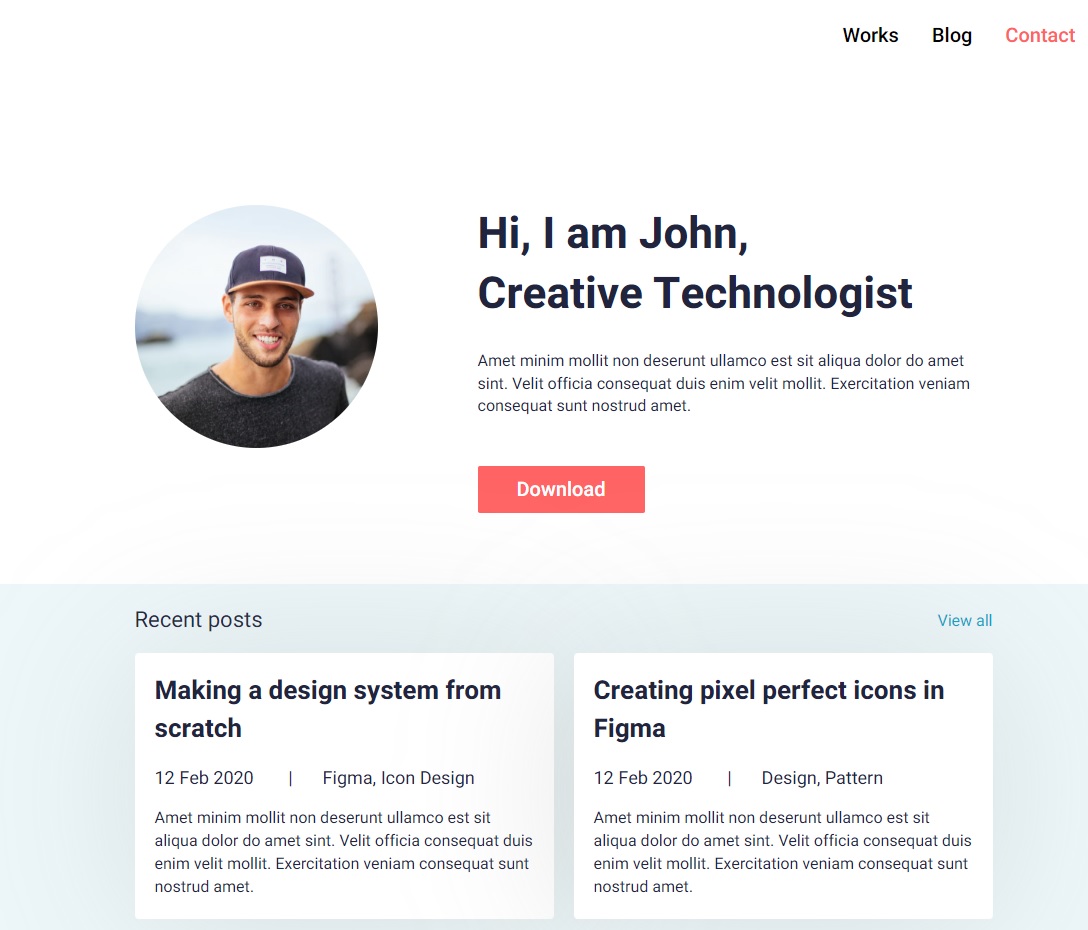 Works Blog Contact
Hi, I am John,
Creative Technologist
Amet minim mollit non deserunt ullamco est sit aliqua dolor do amet
sint. Velit officia consequat duis enim velit mollit. Exercitation veniam
consequat sunt nostrud amet.
Download
Recent posts
View all
Making a design system from
scratch
12 Feb 2020 | Figma, Icon Design
Amet minim mollit non deserunt ullamco est sit
aliqua dolor do amet sint. Velit officia consequat duis
enim velit mollit. Exercitation veniam consequat sunt
nostrud amet.
Creating pixel perfect icons in
Figma
12 Feb 2020 | Design, Pattern
Amet minim mollit non deserunt ullamco est sit
aliqua dolor do amet sint. Velit officia consequat duis
enim velit mollit. Exercitation veniam consequat sunt
nostrud amet.